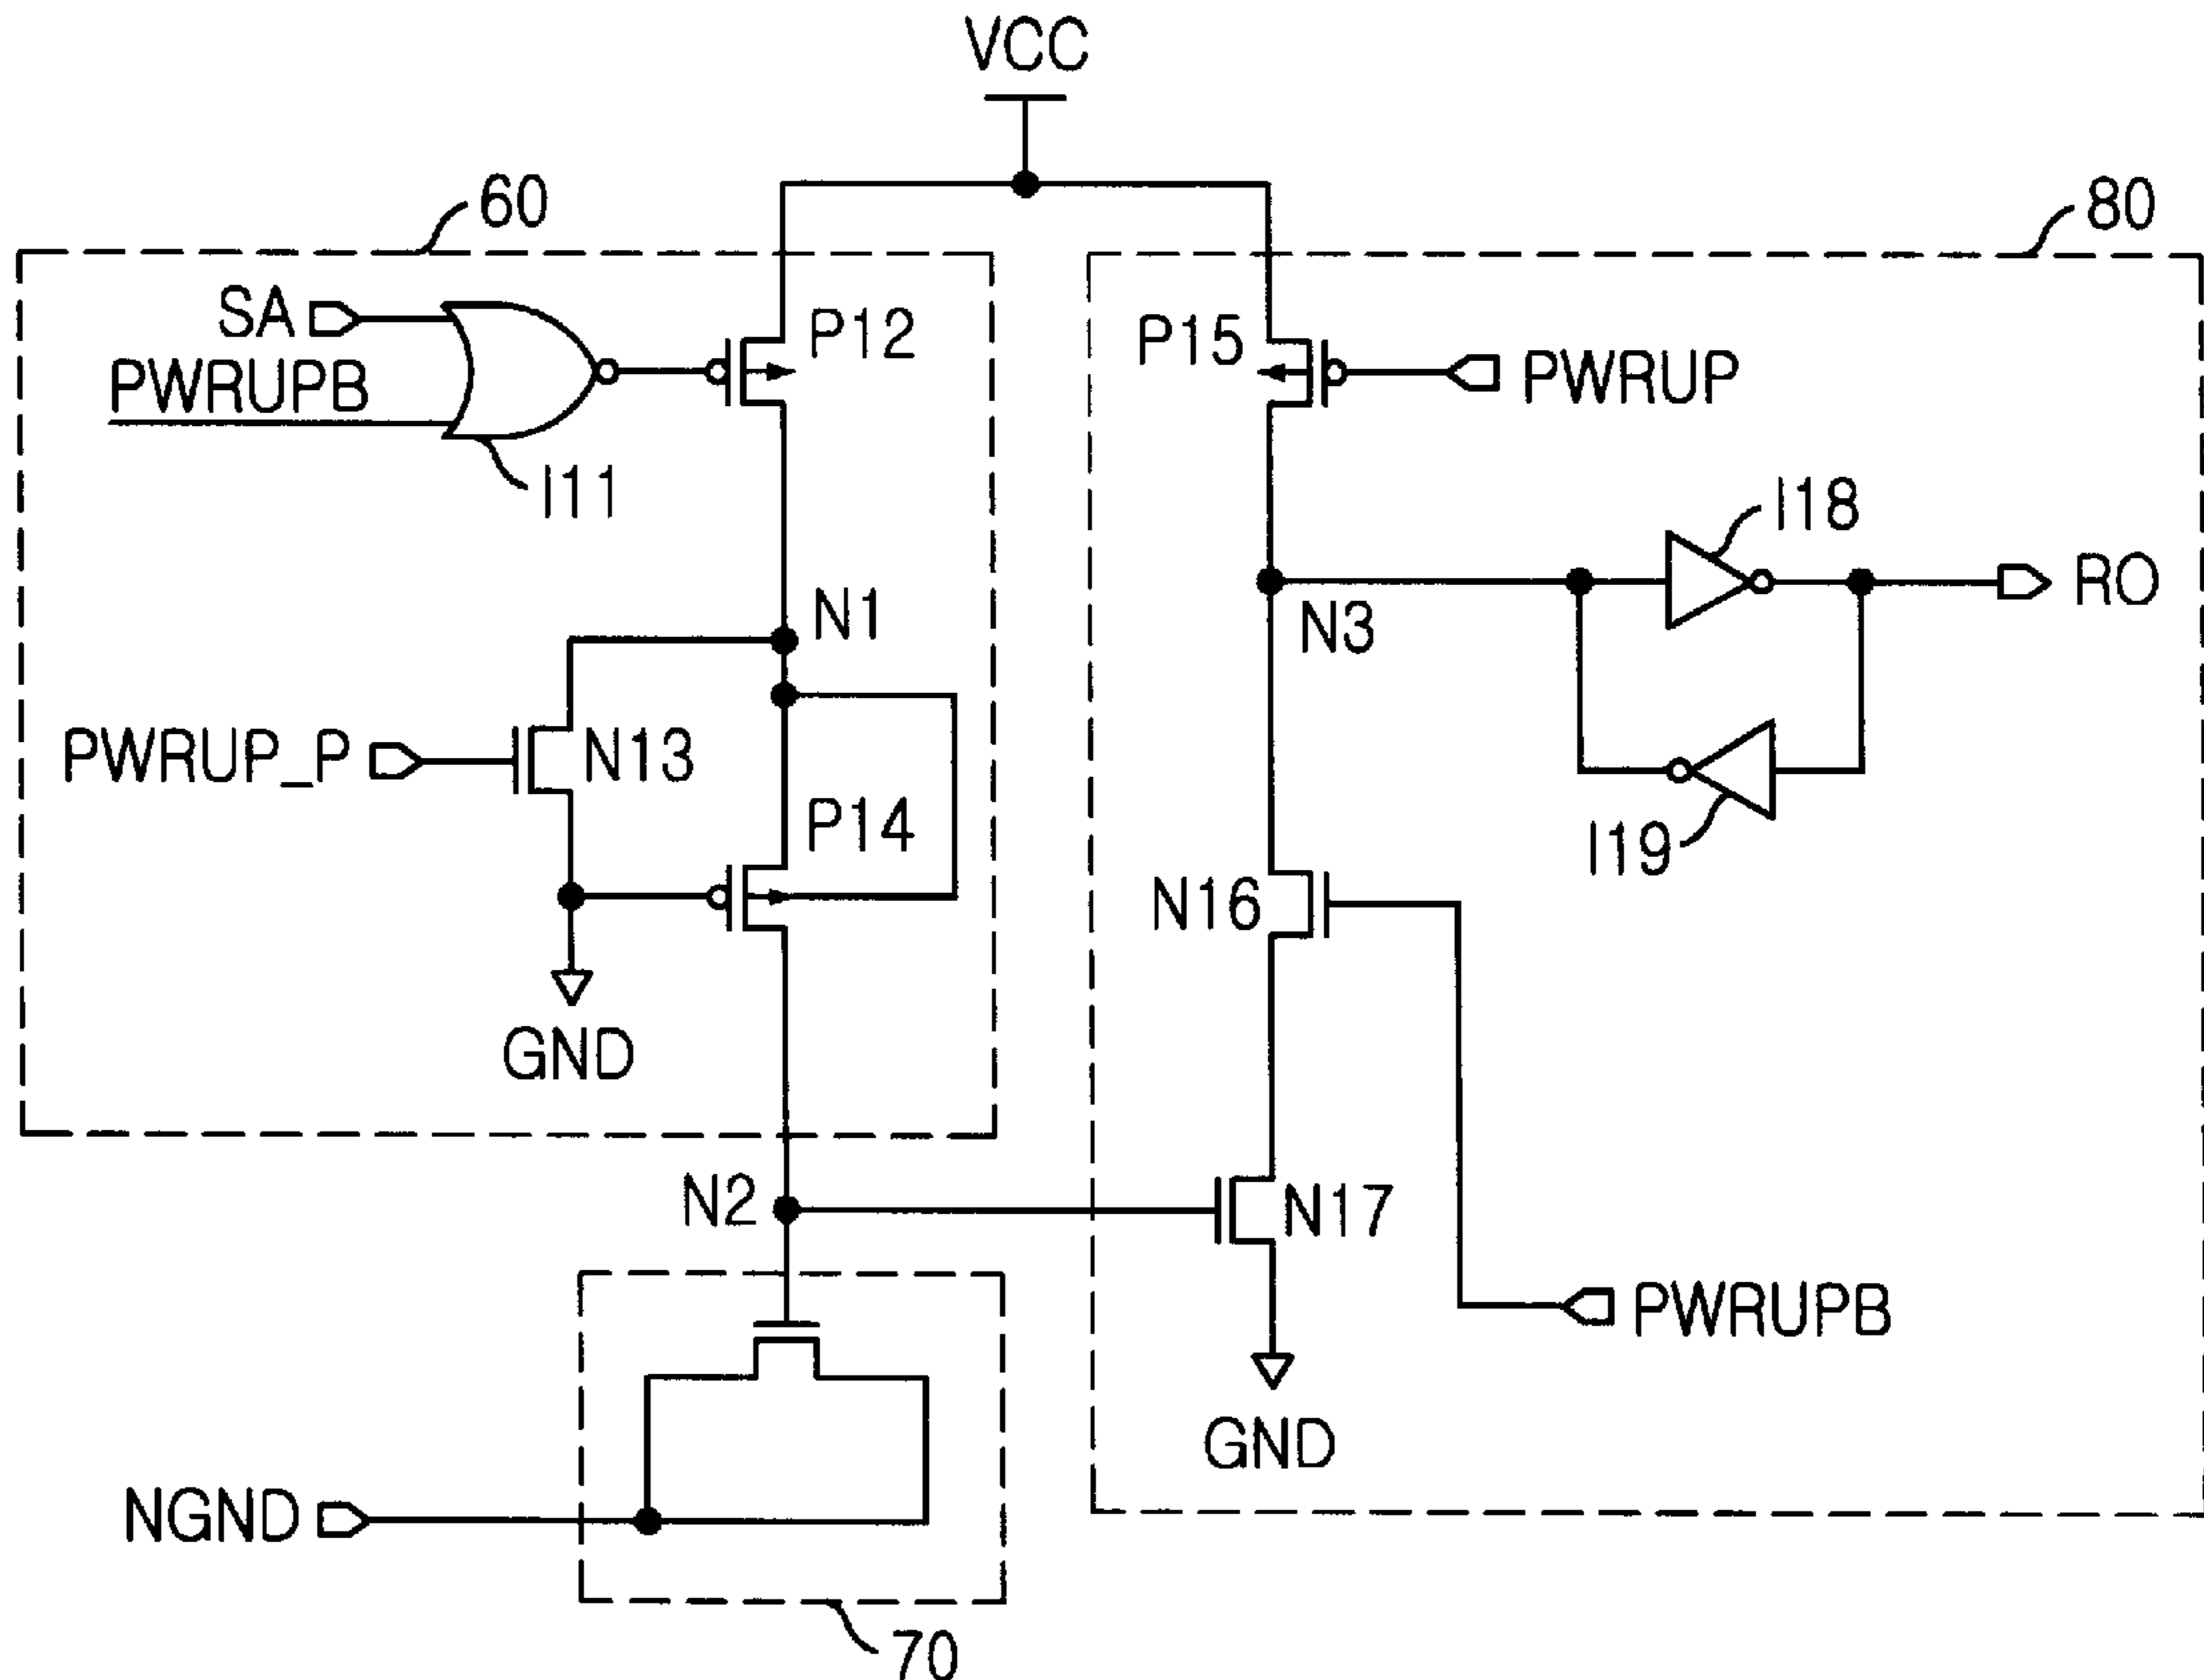 VCC
60
80
SA
P12
P15
PWRUP
PWRUPB
I11
I18
N1
N3
RO
PWRUP_P
N13
P14
I19
N16
GND
N2
N17
PWRUPB
GND
NGND
70